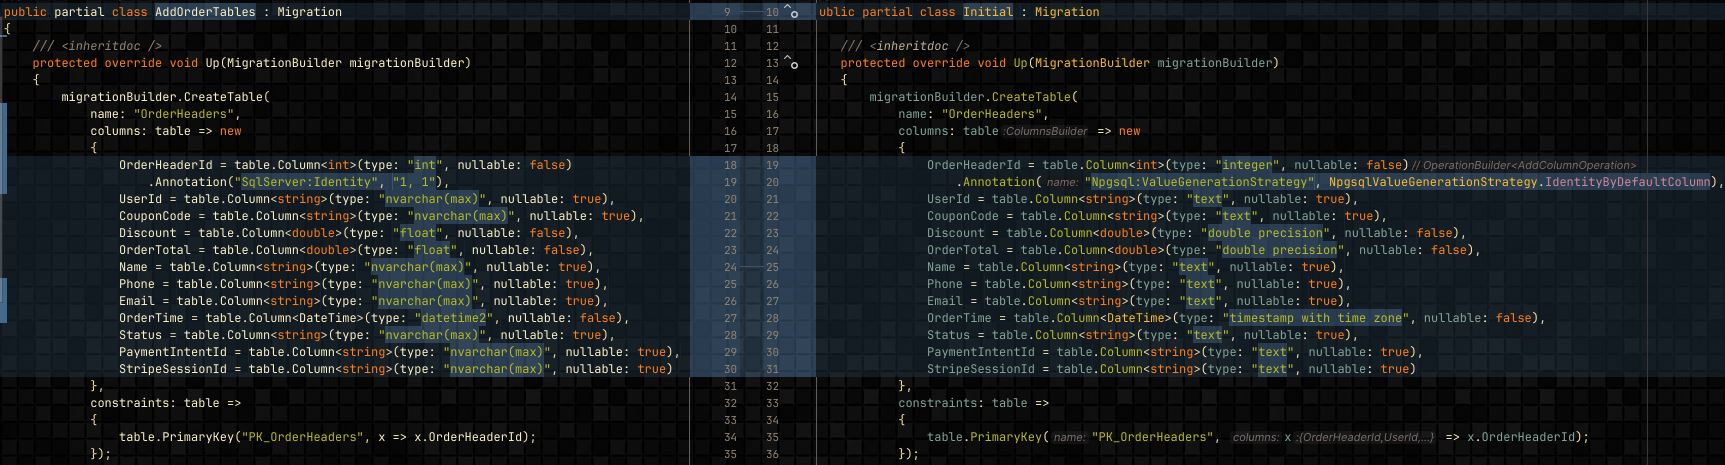 public partial class AddOrderTables : Migration
{
/// <inheritdoc />
protected override void Up(MigrationBuilder migrationBuilder)
{
migrationBuilder.CreateTable(
name: "OrderHeaders",
columns: table => new
{
OrderHeaderId = table.Column<int>(type: "int", nullable: false)
.Annotation("SqlServer:Identity", "1, 1"),
UserId = table.Column<string>(type: "nvarchar(max)", nullable: true),
CouponCode = table.Column<string>(type: "nvarchar(max)", nullable: true),
Discount = table.Column<double>(type: "float", nullable: false),
OrderTotal = table.Column<double>(type: "float", nullable: false),
Name = table.Column<string>(type: "nvarchar(max)", nullable: true),
Phone = table.Column<string>(type: "nvarchar(max)", nullable: true),
Email = table.Column<string>(type: "nvarchar(max)", nullable: true),
OrderTime = table.Column<DateTime>(type: "datetime2", nullable: false),
Status = table.Column<string>(type: "nvarchar(max)", nullable: true),
PaymentIntentId = table.Column<string>(type: "nvarchar(max)", nullable: true),
StripeSessionId = table.Column<string>(type: "nvarchar(max)", nullable: true)
},
constraints: table =>
{
table.PrimaryKey("PK_OrderHeaders", x => x.OrderHeaderId);
});
9 10
10 11
11 12
12 13
13 14
14 15
15 16
16 17
17 18
18 19
19 20
20 21
21 22
22 23
23 24
24 25
25 26
26 27
27 28
28 29
29 30
30 31
31 32
32 33
33 34
34 35
35 36
ublic partial class Initial : Migration
/// <inheritdoc />
protected override void Up(MigrationBuilder migrationBuilder)
{
migrationBuilder.CreateTable(
name: "OrderHeaders",
columns: table :ColumnsBuilder => new
{
OrderHeaderId = table.Column<int>(type: "integer", nullable: false) // OperationBuilder<AddColumnOperation>
.Annotation( name: "Npgsql:ValueGenerationStrategy", NpgsqlValueGenerationStrategy.IdentityByDefaultColumn),
UserId = table.Column<string>(type: "text", nullable: true),
CouponCode = table.Column<string>(type: "text", nullable: true),
Discount = table.Column<double>(type: "double precision", nullable: false),
OrderTotal = table.Column<double>(type: "double precision", nullable: false),
Name = table.Column<string>(type: "text", nullable: true),
Phone = table.Column<string>(type: "text", nullable: true),
Email = table.Column<string>(type: "text", nullable: true),
OrderTime = table.Column<DateTime>(type: "timestamp with time zone", nullable: false),
Status = table.Column<string>(type: "text", nullable: true),
PaymentIntentId = table.Column<string>(type: "text", nullable: true),
StripeSessionId = table.Column<string>(type: "text", nullable: true)
},
constraints: table =>
{
table.PrimaryKey( name: "PK_OrderHeaders", columns: x :{OrderHeaderId,UserId,...} => x.OrderHeaderId);
});